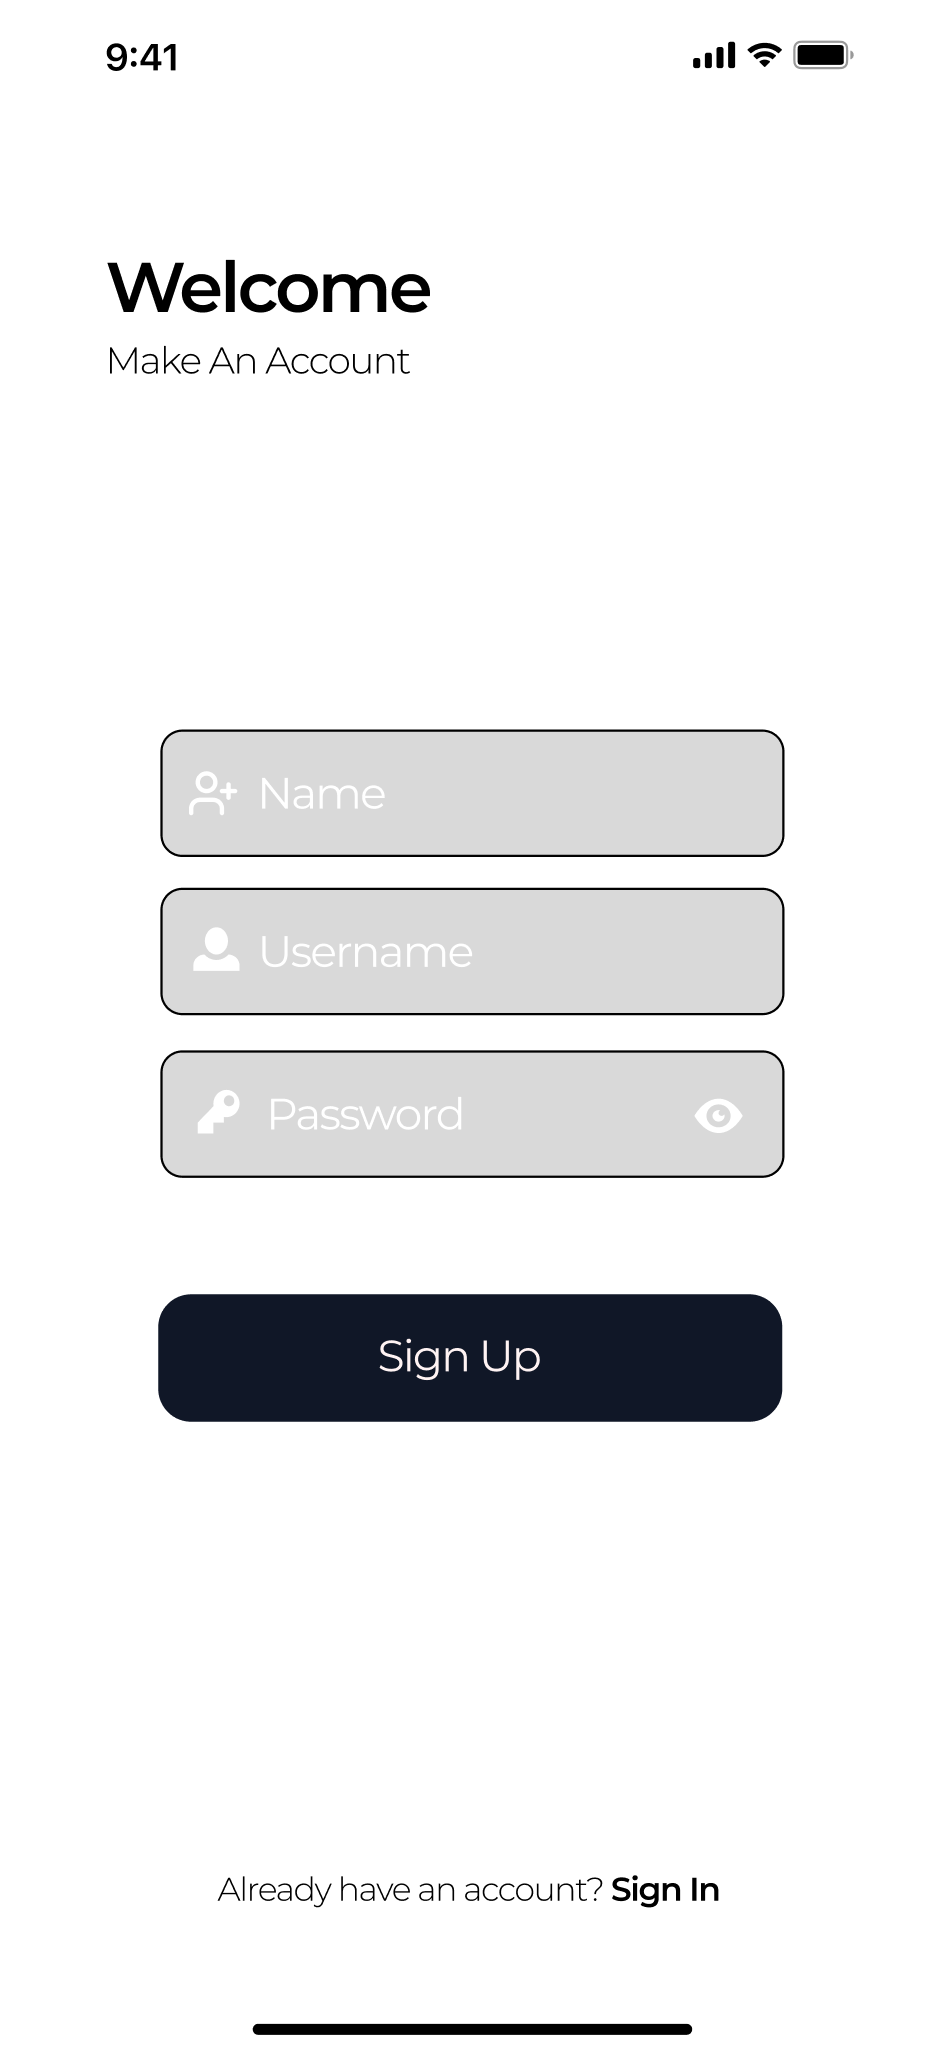 9:41
Welcome
Make An Account
Name
Username
Password
Sign Up
Already have an account? Sign In